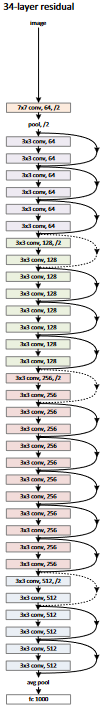 34-layer residual
image
7x7 conv, 64, /2
pool, /2
3x3 conv, 64
3x3 conv, 64
3x3 conv, 64
3x3 conv, 64
3x3 conv, 64
3x3 conv, 64
3x3 conv, 128, /2
3x3 conv, 128
3x3 conv, 128
3x3 conv, 128
3x3 conv, 128
3x3 conv, 128
3x3 conv, 128
3x3 conv, 128
3x3 conv, 256, /2
3x3 conv, 256
3x3 conv, 256
3x3 conv, 256
3x3 conv, 256
3x3 conv, 256
3x3 conv, 256
3x3 conv, 256
3x3 conv, 256
3x3 conv, 256
3x3 conv, 256
3x3 conv, 256
3x3 conv, 512, /2
3x3 conv, 512
3x3 conv, 512
3x3 conv, 512
3x3 conv, 512
3x3 conv, 512
avg pool
fc 1000